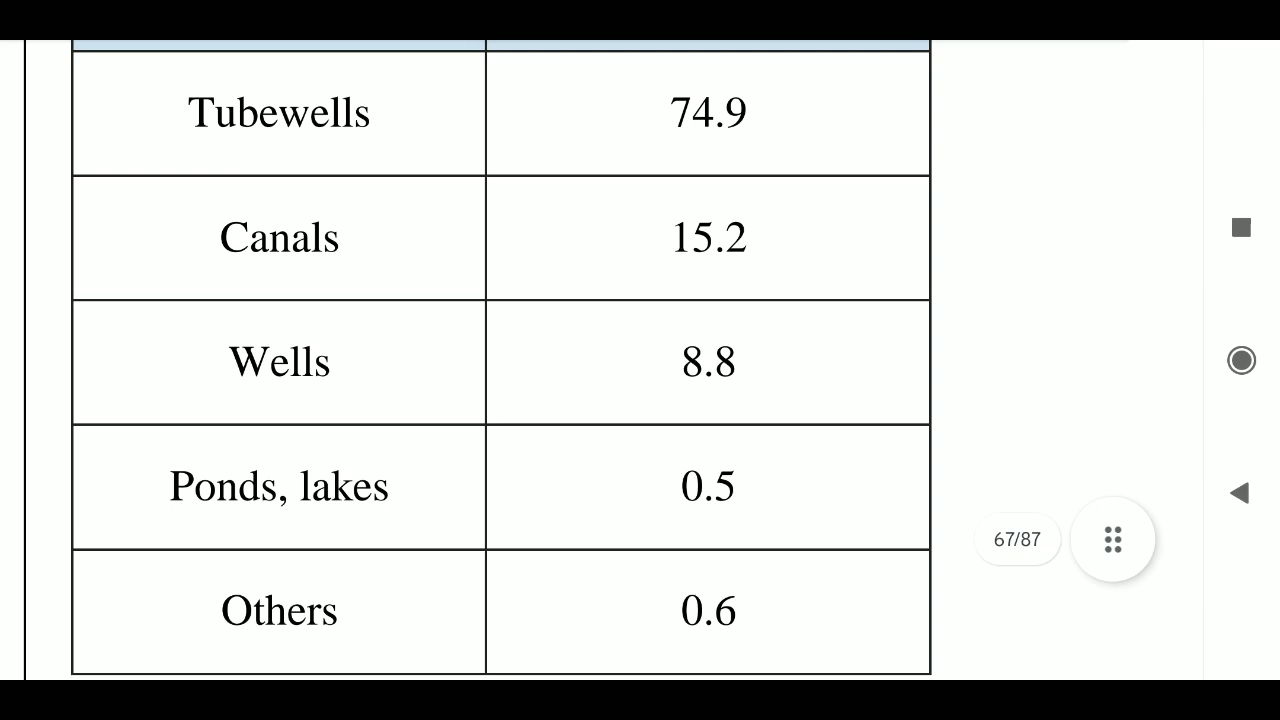 Tubewells 74.9
Canals 15.2
Wells 8.8
Ponds, lakes 0.5
67/87
Others 0.6